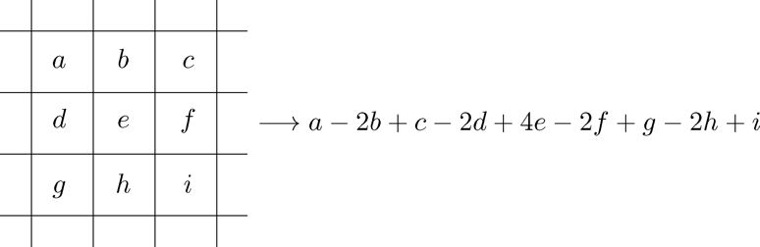 a b c
d e f ⟶ a − 2b + c − 2d + 4e − 2f + g − 2h + i
g h i